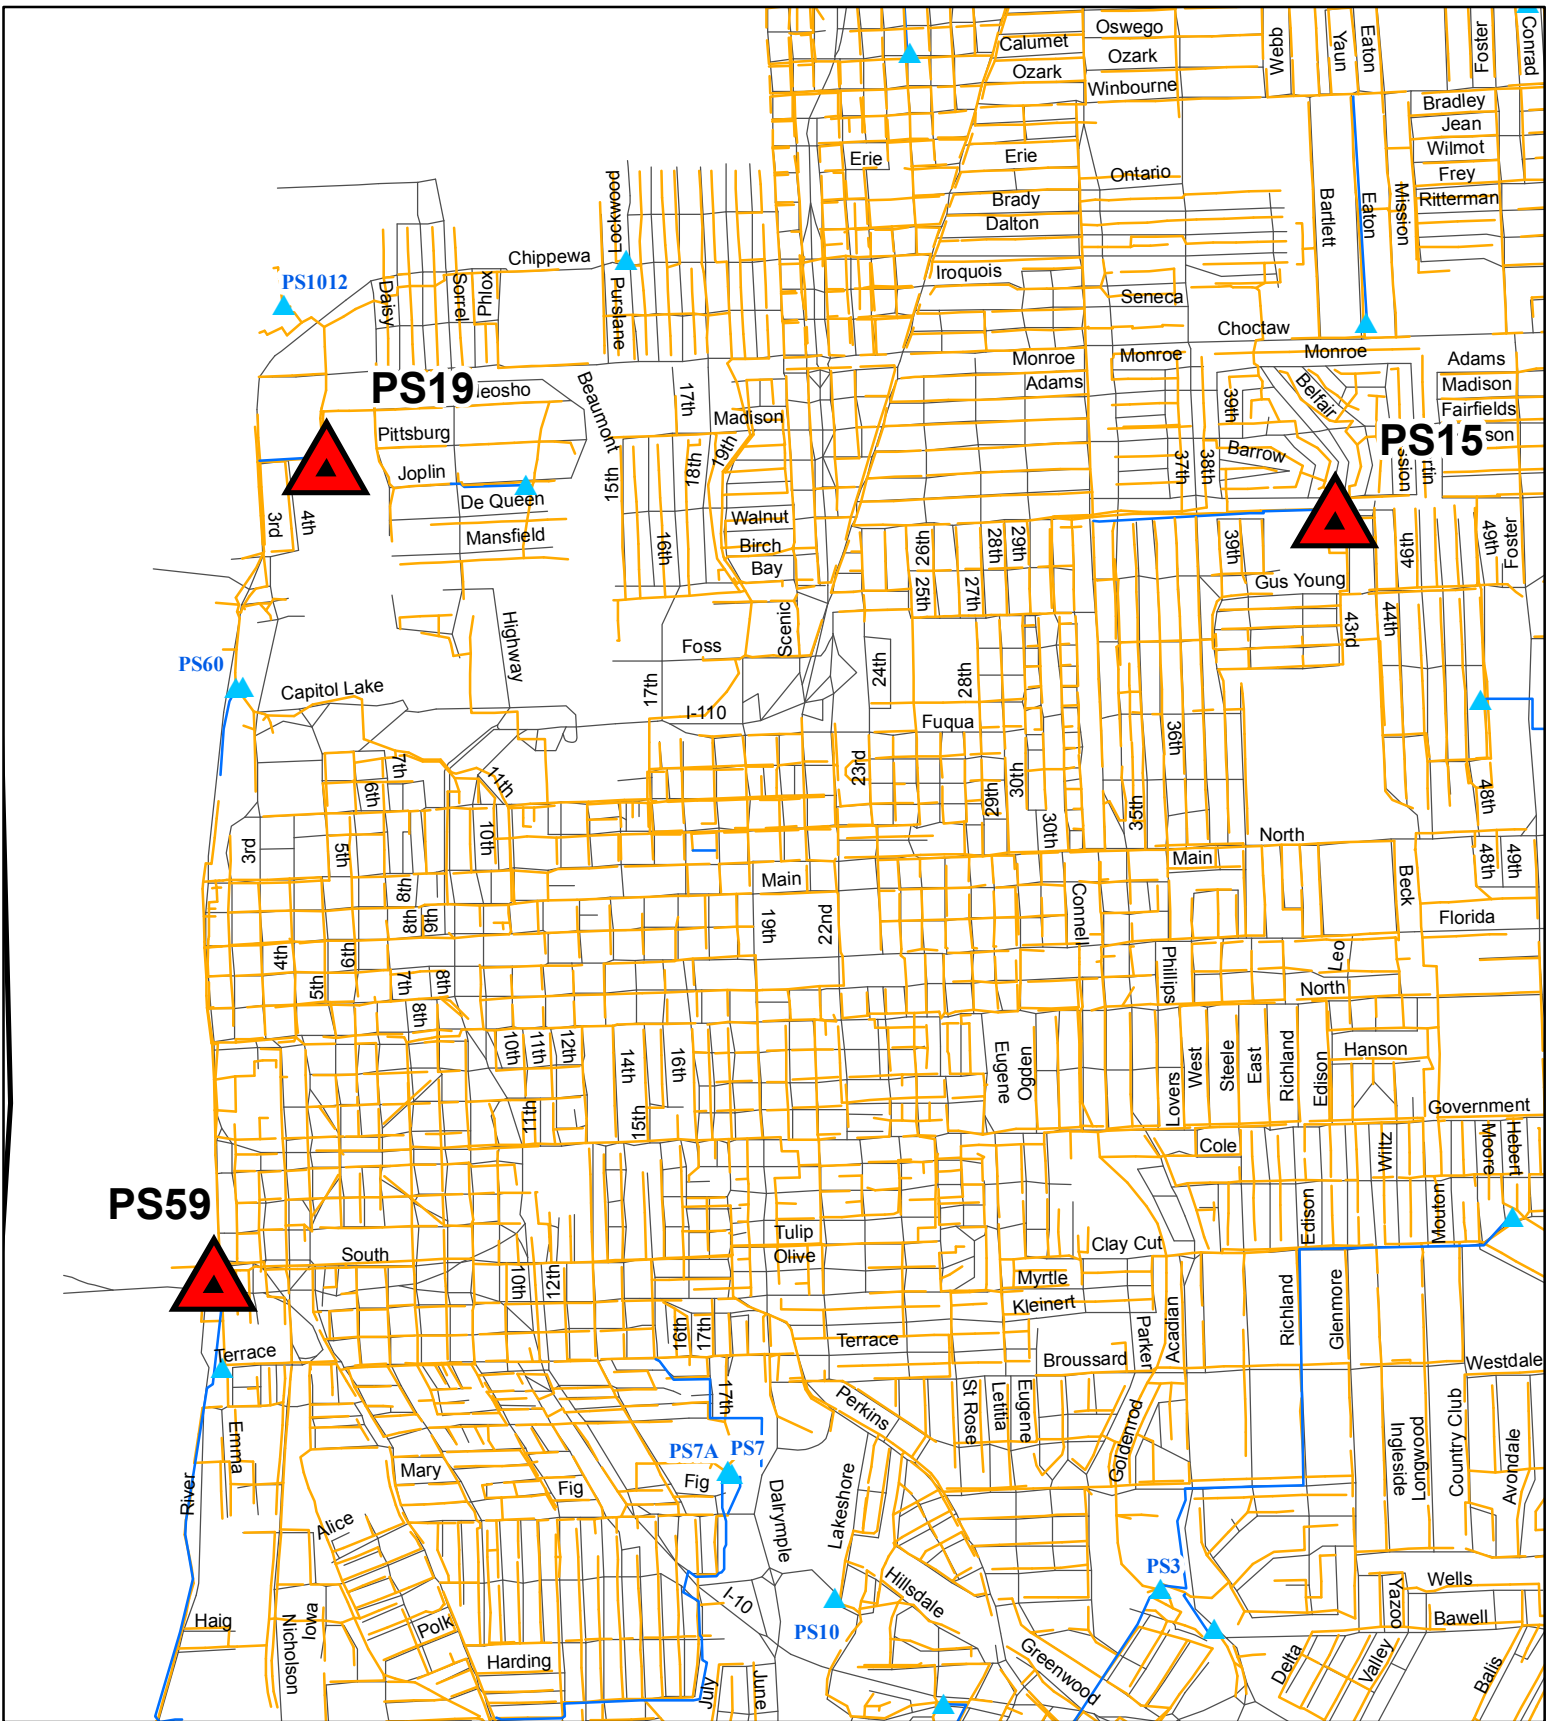 Oswego
Webb
Yaun
Eaton
Foster
Conrad
Calumet
Ozark
Ozark
Winbourne
Bradley
Jean
Wilmot
Frey
Ritterman
Erie
Erie
Ontario
Brady
Dalton
Bartlett
Eaton
Mission
Lockwood
Chippewa
Iroquois
PS1012
Daisy
Sorrel
Phlox
Purslane
Seneca
Choctaw
Monroe
Monroe
Monroe
Adams
Adams
Madison
Fairfields
PS19
eosho
Beaumont
17th
Madison
39th
Belfair
PS15
son
Pittsburg
Joplin
De Queen
Mansfield
15th
18th
19th
37th
38th
Barrow
ssion
rtin
3rd
4th
Walnut
Birch
Bay
16th
26th
28th
29th
39th
46th
49th
Foster
25th
27th
Gus Young
43rd
44th
Highway
Scenic
Foss
PS60
Capitol Lake
17th
24th
28th
I-110
Fuqua
36th
7th
6th
11th
23rd
29th
30th
35th
48th
3rd
5th
10th
30th
North
Main
48th
49th
8th
Main
Beck
8th
9th
19th
22nd
Connell
Florida
4th
6th
5th
7th
8th
Phillips
Leo
North
8th
10th
11th
12th
14th
16th
Eugene
Ogden
Lovers
West
Steele
East
Richland
Edison
Hanson
11th
15th
Government
Cole
Wiltz
Moore
Hebert
PS59
South
10th
12th
Tulip
Olive
Clay Cut
Edison
Mouton
Myrtle
Kleinert
Parker
Acadian
Richland
Glenmore
16th
17th
Terrace
Terrace
Broussard
Westdale
17th
Perkins
St Rose
Letitia
Eugene
Goldenrod
Ingleside
Longwood
Country Club
Avondale
Emma
River
PS7A
PS7
Mary
Fig
Fig
Dalrymple
Lakeshore
Alice
PS3
Hillsdale
Wells
Yazoo
Bawell
I-10
PS10
Haig
Nicholson
Iowa
Polk
Harding
July
June
Greenwood
Delta
Valley
Balis